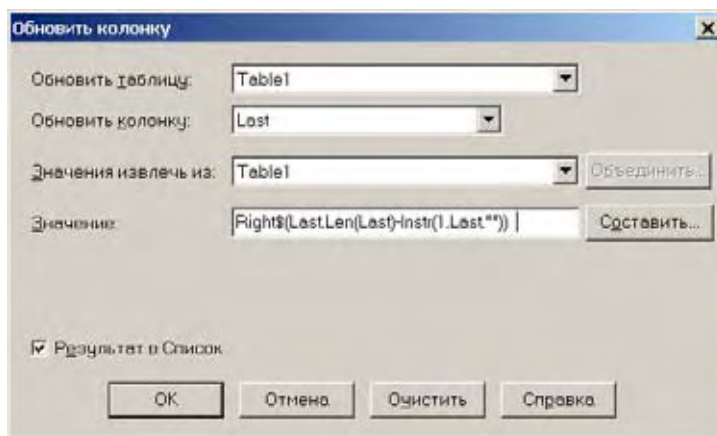 Обновить колонку
Обновить таблицу: Table1
Обновить колонку: Last
Значения извлечь из: Table1 Объединить...
Значение: Right$(Last,Len(Last)-Instr(1,Last,"")) Составить...
Результат в Список
ОК Отмена Очистить Справка